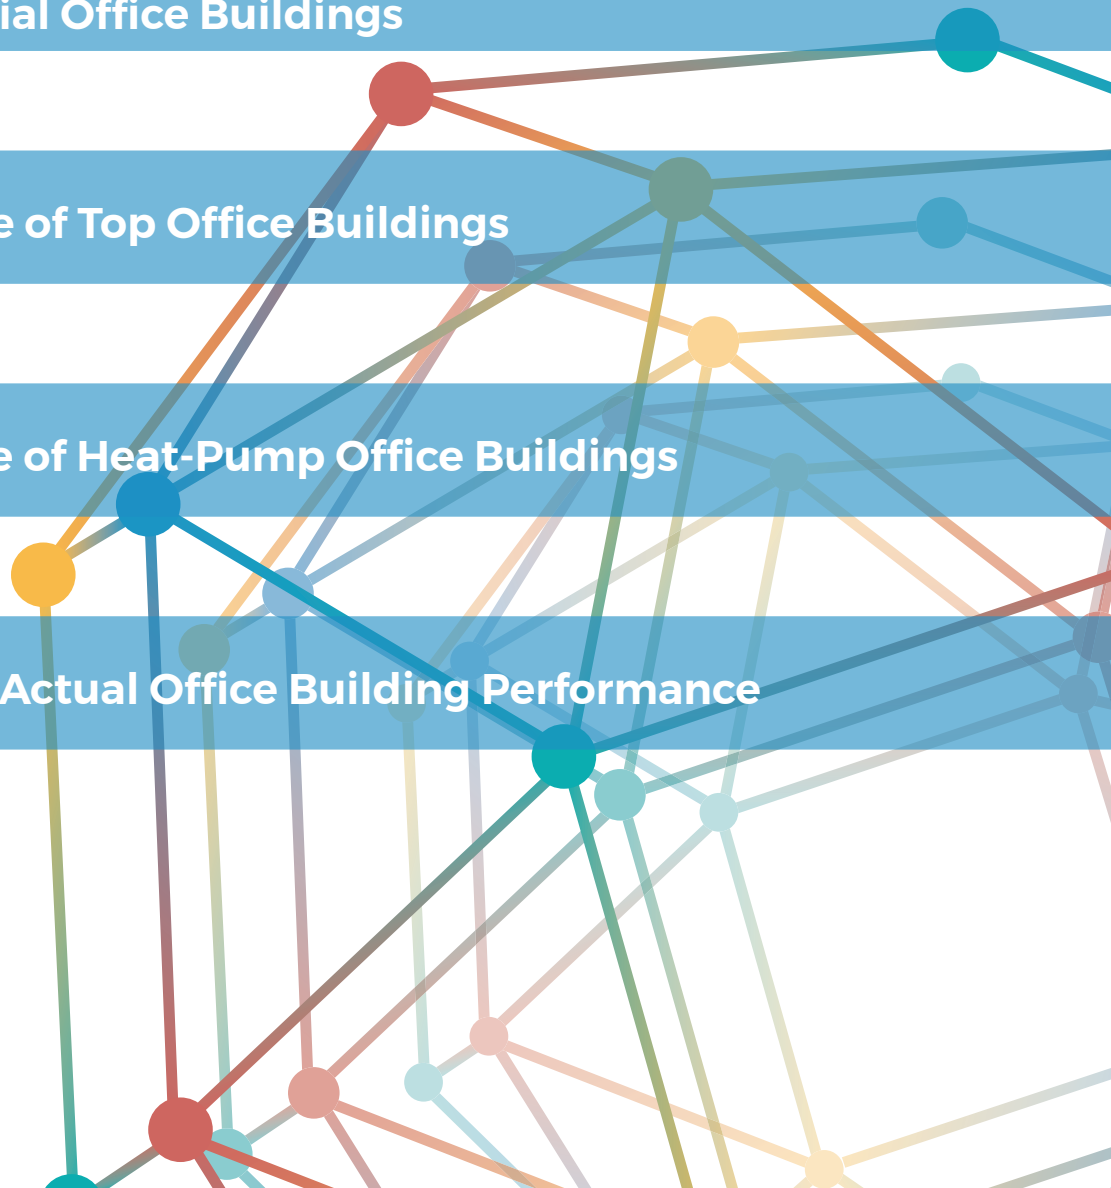 ial Office Buildings
e of Top Office Buildings
e of Heat-Pump Office Buildings
Actual Office Building Performance